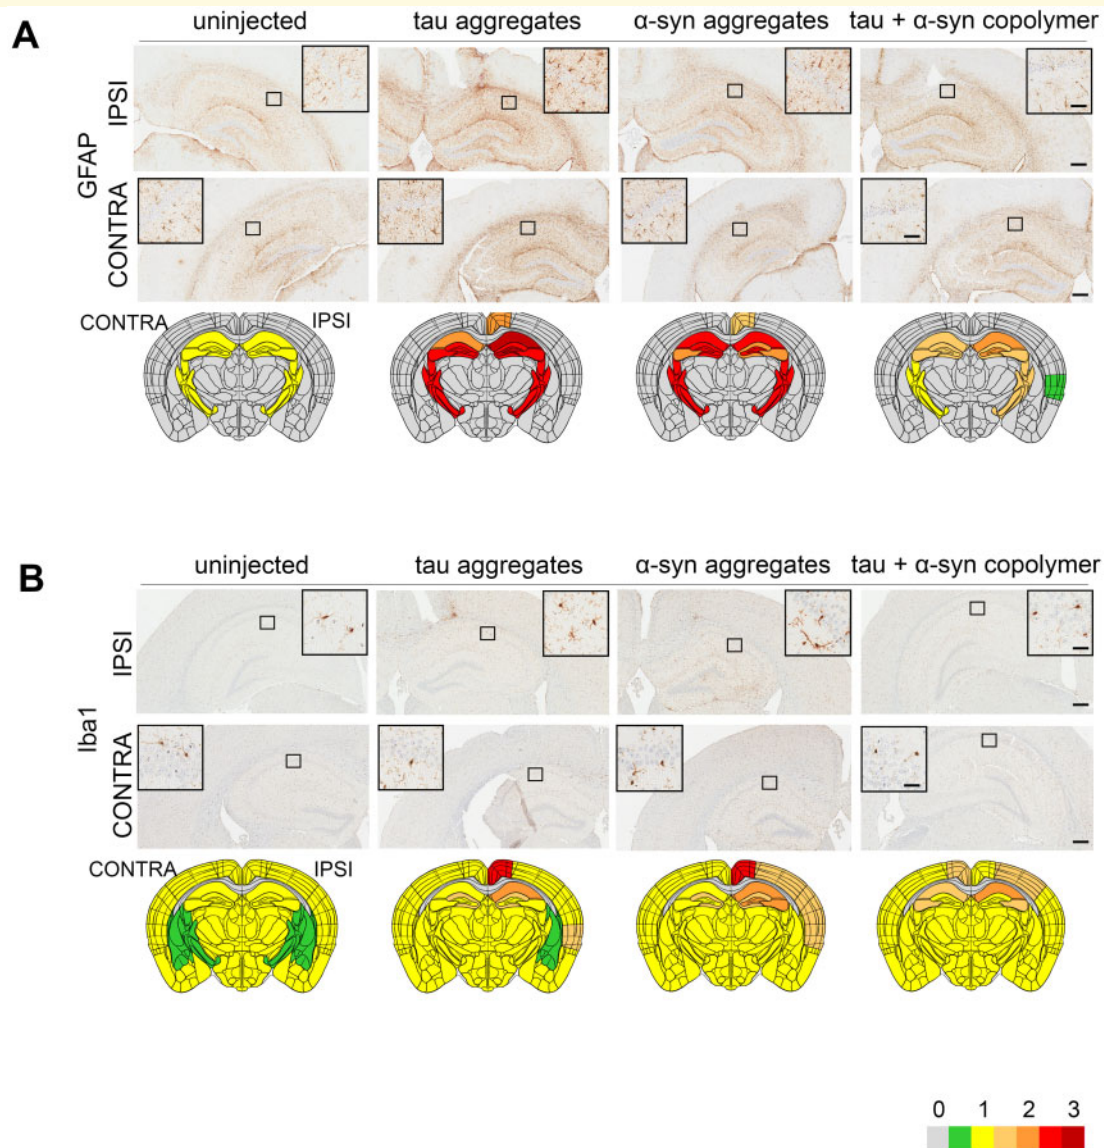 A
uninjected tau aggregates α-syn aggregates tau + α-syn copolymer
GFAP
IPSI
CONTRA
CONTRA IPSI
B
uninjected tau aggregates α-syn aggregates tau + α-syn copolymer
Iba1
IPSI
CONTRA
CONTRA IPSI
0 1 2 3